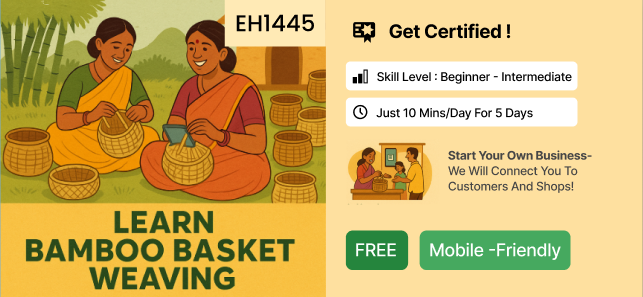 EH1445
LEARN
BAMBOO BASKET
WEAVING
Get Certified !
Skill Level : Beginner - Intermediate
Just 10 Mins/Day For 5 Days
Start Your Own Business-
We Will Connect You To
Customers And Shops!
FREE
Mobile -Friendly